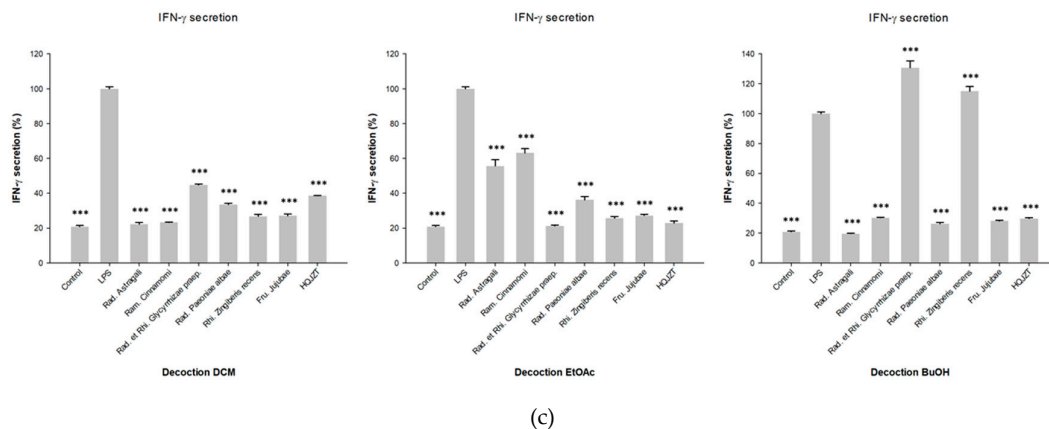 IFN-γ secretion
IFN-γ secretion (%)
120
100
80
60
40
20
0
***
***
***
***
***
***
***
***
Control
LPS
Rad. Astragali
Ram. Cinnamomi
Rad. et Rhi. Glycyrrhizae praep.
Rad. Paeoniae albae
Rhi. Zingiberis recens
Fru. Jujubae
HQJZT
Decoction DCM
IFN-γ secretion
IFN-γ secretion (%)
120
100
80
60
40
20
0
***
***
***
***
***
***
***
***
Control
LPS
Rad. Astragali
Ram. Cinnamomi
Rad. et Rhi. Glycyrrhizae praep.
Rad. Paeoniae albae
Rhi. Zingiberis recens
Fru. Jujubae
HQJZT
Decoction EtOAc
IFN-γ secretion
IFN-γ secretion (%)
140
120
100
80
60
40
20
0
***
***
***
***
***
***
***
***
Control
LPS
Rad. Astragali
Ram. Cinnamomi
Rad. et Rhi. Glycyrrhizae praep.
Rad. Paeoniae albae
Rhi. Zingiberis recens
Fru. Jujubae
HQJZT
Decoction BuOH
(c)